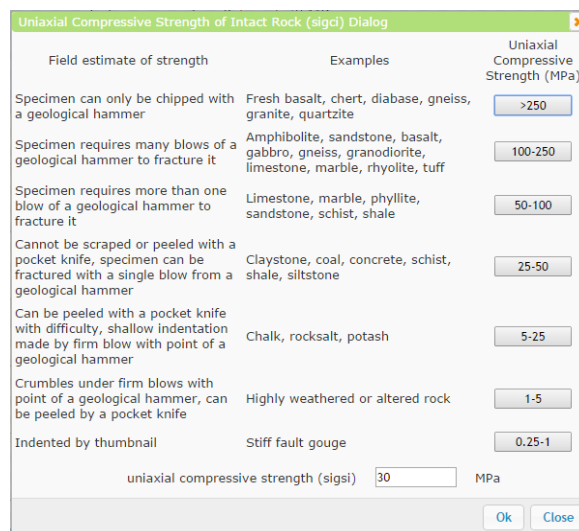 Uniaxial Compressive Strength of Intact Rock (sigci) Dialog
Field estimate of strength
Examples
Uniaxial
Compressive
Strength (MPa)
Specimen can only be chipped with
a geological hammer
Fresh basalt, chert, diabase, gneiss,
granite, quartzite
>250
Specimen requires many blows of a
geological hammer to fracture it
Amphibolite, sandstone, basalt,
gabbro, gneiss, granodiorite,
limestone, marble, rhyolite, tuff
100-250
Specimen requires more than one
blow of a geological hammer to
fracture it
Limestone, marble, phyllite,
sandstone, schist, shale
50-100
Cannot be scraped or peeled with a
pocket knife, specimen can be
fractured with a single blow from a
geological hammer
Claystone, coal, concrete, schist,
shale, siltstone
25-50
Can be peeled with a pocket knife
with difficulty, shallow indentation
made by firm blow with point of a
geological hammer
Chalk, rocksalt, potash
5-25
Crumbles under firm blows with
point of a geological hammer, can
be peeled by a pocket knife
Highly weathered or altered rock
1-5
Indented by thumbnail
Stiff fault gouge
0.25-1
uniaxial compressive strength (sigsi) 30 MPa
Ok Close